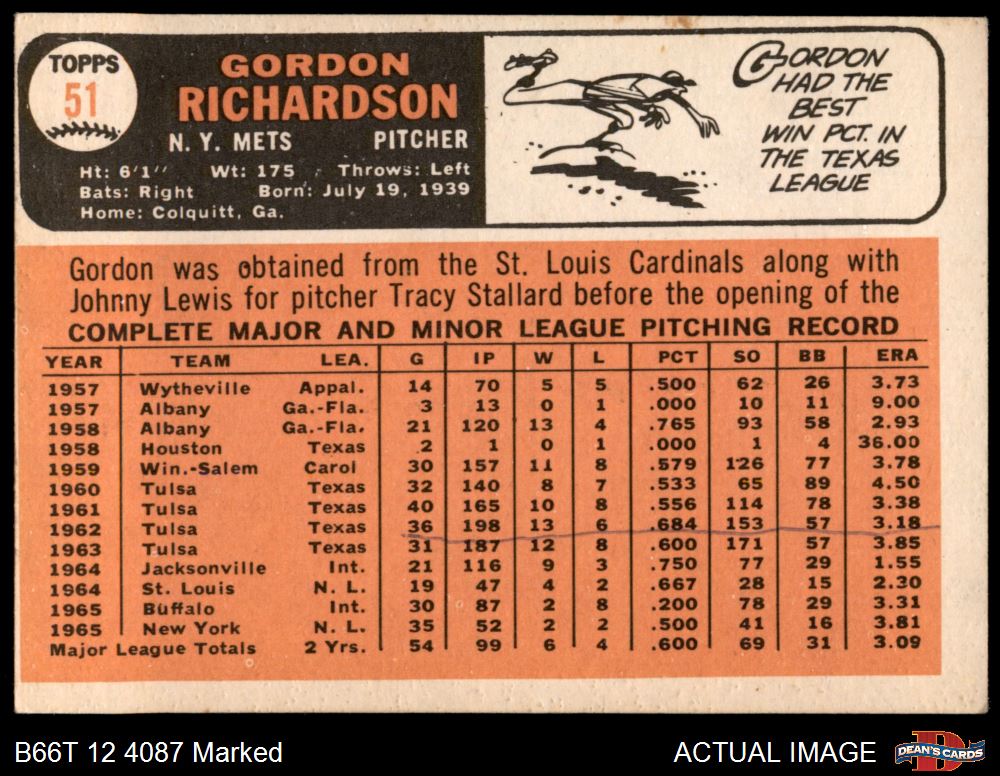 TOPPS
51
GORDON
RICHARDSON
N. Y. METS PITCHER
Ht: 6'1" Wt: 175 Throws: Left
Bats: Right Born: July 19, 1939
Home: Colquitt, Ga.
GORDON
HAD THE
BEST
WIN PCT. IN
THE TEXAS
LEAGUE
Gordon was obtained from the St. Louis Cardinals along with
Johnny Lewis for pitcher Tracy Stallard before the opening of the
COMPLETE MAJOR AND MINOR LEAGUE PITCHING RECORD
YEAR TEAM LEA. G IP W L PCT SO BB ERA
1957 Wytheville Appal. 14 70 5 5 .500 62 26 3.73
1957 Albany Ga.-Fla. 3 13 0 1 .000 10 11 9.00
1958 Albany Ga.-Fla. 21 120 13 4 .765 93 58 2.93
1958 Houston Texas 2 1 0 1 .000 1 4 36.00
1959 Win.-Salem Carol 30 157 11 8 .579 126 77 3.78
1960 Tulsa Texas 32 140 8 7 .533 65 89 4.50
1961 Tulsa Texas 40 165 10 8 .556 114 78 3.38
1962 Tulsa Texas 36 198 13 6 .684 153 57 3.18
1963 Tulsa Texas 31 187 12 8 .600 171 57 3.85
1964 Jacksonville Int. 21 116 9 3 .750 77 29 1.55
1964 St. Louis N. L. 19 47 4 2 .667 28 15 2.30
1965 Buffalo Int. 30 87 2 8 .200 78 29 3.31
1965 New York N. L. 35 52 2 2 .500 41 16 3.81
Major League Totals 2 Yrs. 54 99 6 4 .600 69 31 3.09
B66T 12 4087 Marked
ACTUAL IMAGE
DEAN'S CARDS